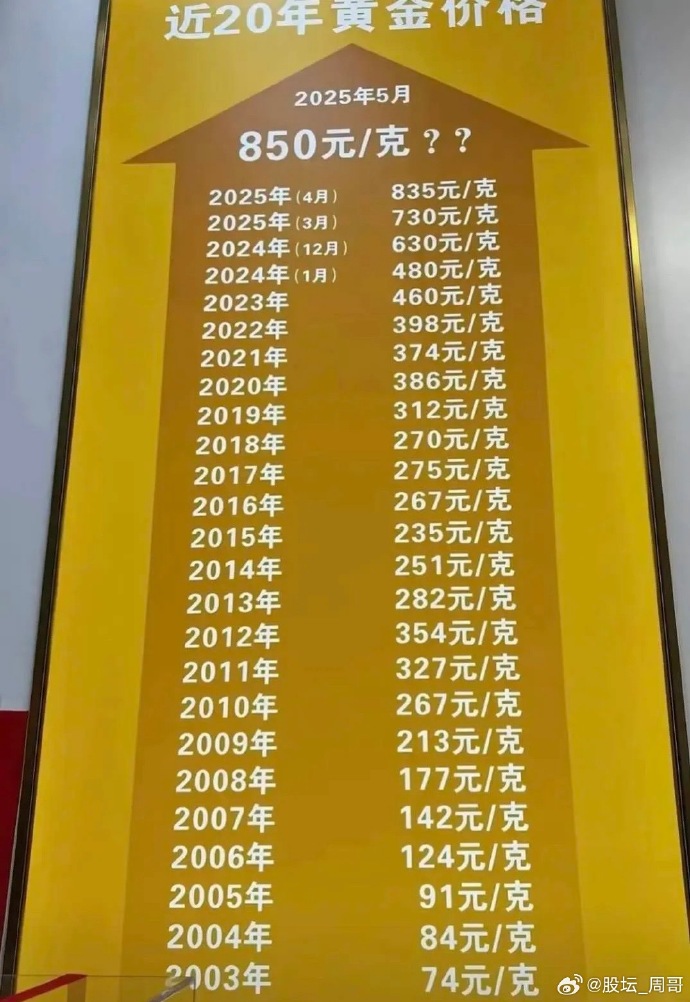 近20年黄金价格
2025年5月
850元/克？？
2025年(4月) 835元/克
2025年(3月) 730元/克
2024年(12月) 630元/克
2024年(1月) 480元/克
2023年 460元/克
2022年 398元/克
2021年 374元/克
2020年 386元/克
2019年 312元/克
2018年 270元/克
2017年 275元/克
2016年 267元/克
2015年 235元/克
2014年 251元/克
2013年 282元/克
2012年 354元/克
2011年 327元/克
2010年 267元/克
2009年 213元/克
2008年 177元/克
2007年 142元/克
2006年 124元/克
2005年 91元/克
2004年 84元/克
2003年 74元/克
@股坛_周哥